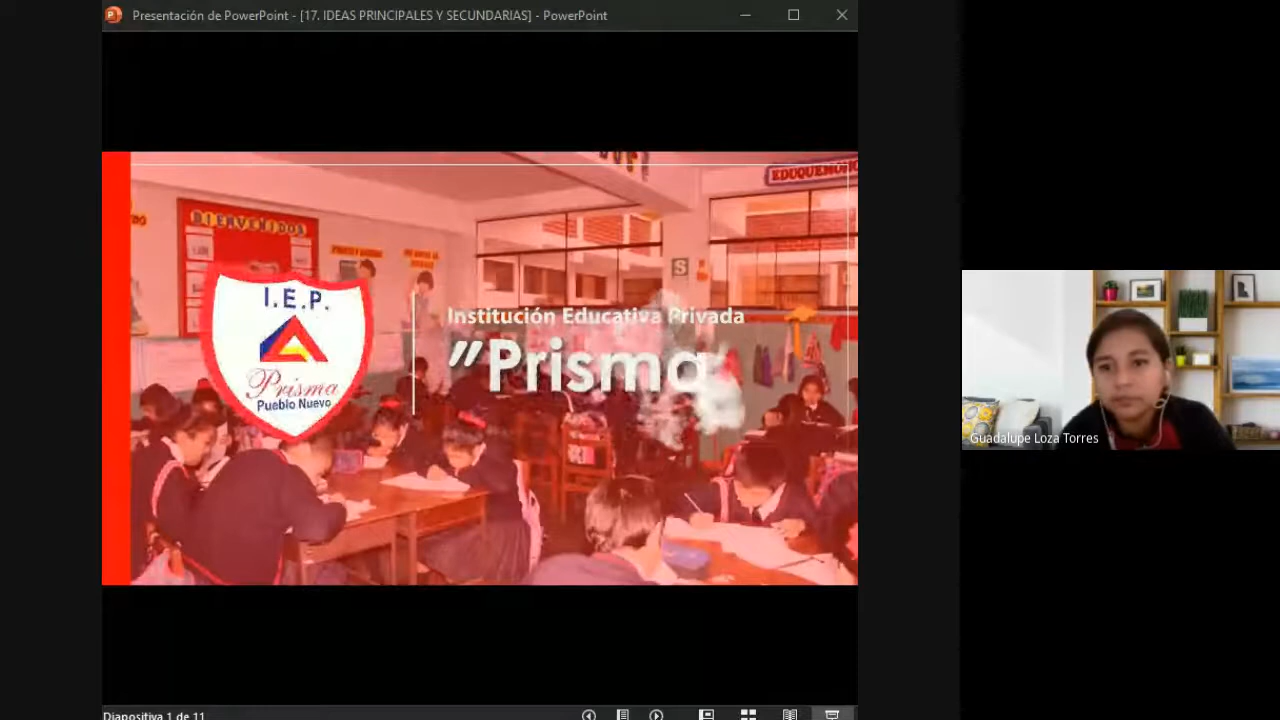 Presentación de PowerPoint - [17. IDEAS PRINCIPALES Y SECUNDARIAS] - PowerPoint
EDUQUEMONOS
BIENVENIDOS
S
I.E.P.
Prisma
Pueblo Nuevo
Institución Educativa Privada
"Prisma
Guadalupe Loza Torres
Diapositiva 1 de 11